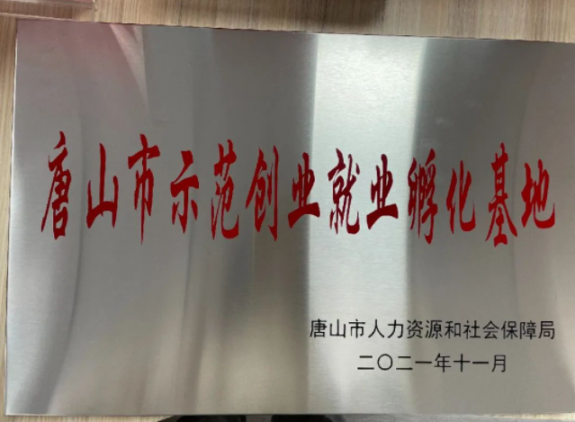 唐山市示范创业就业孵化基地
唐山市人力资源和社会保障局
二〇二一年十一月